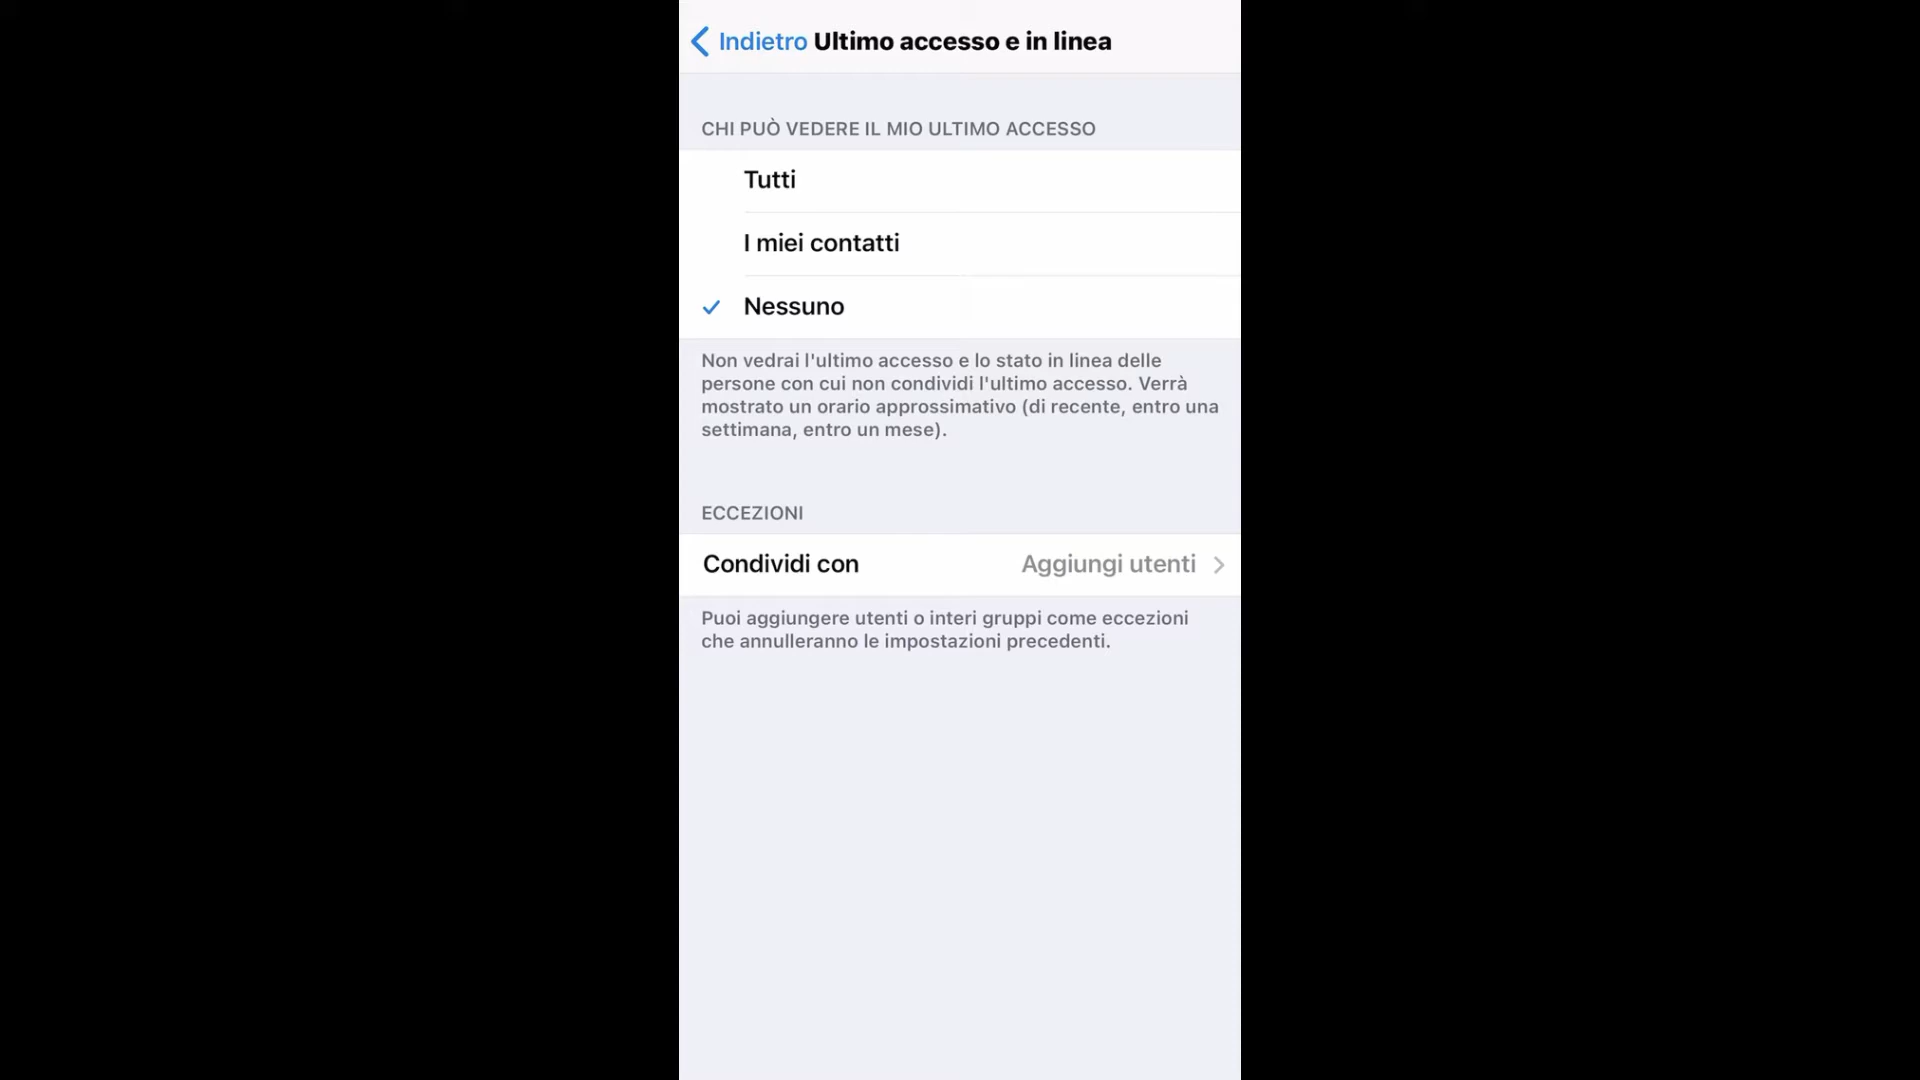 Indietro Ultimo accesso e in linea
CHI PUÒ VEDERE IL MIO ULTIMO ACCESSO
Tutti
I miei contatti
Nessuno
Non vedrai l'ultimo accesso e lo stato in linea delle
persone con cui non condividi l'ultimo accesso. Verrà
mostrato un orario approssimativo (di recente, entro una
settimana, entro un mese).
ECCEZIONI
Condividi con Aggiungi utenti
Puoi aggiungere utenti o interi gruppi come eccezioni
che annulleranno le impostazioni precedenti.